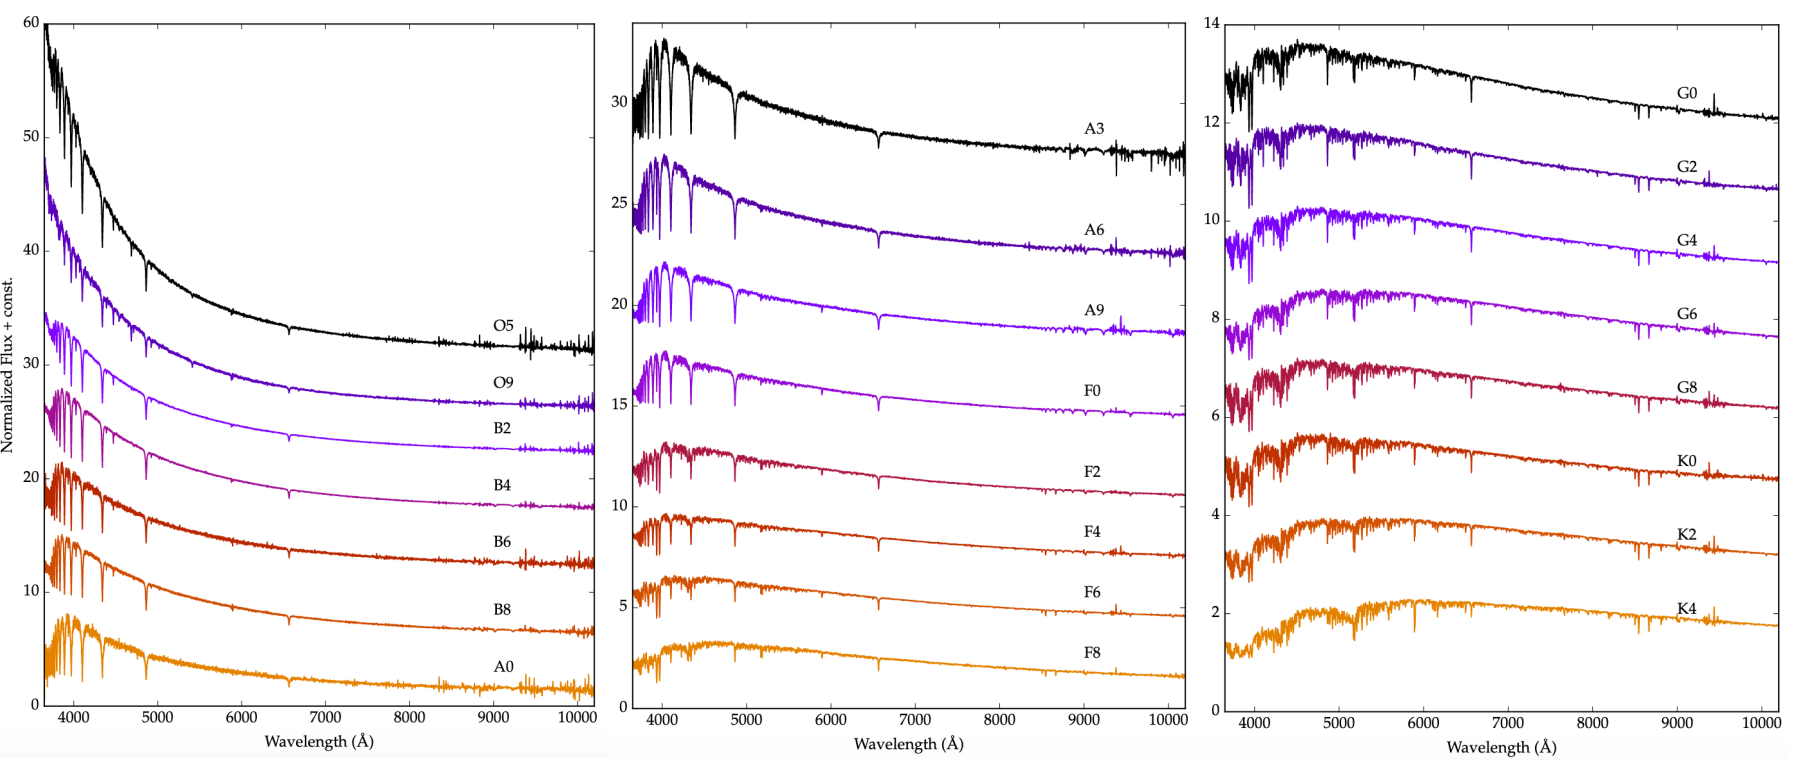 Normalized Flux + const.
60
50
40
30
20
10
0
O5
O9
B2
B4
B6
B8
A0
4000 5000 6000 7000 8000 9000 10000
Wavelength (Å)
30
25
20
15
10
5
0
A3
A6
A9
F0
F2
F4
F6
F8
4000 5000 6000 7000 8000 9000 10000
Wavelength (Å)
14
12
10
8
6
4
2
0
G0
G2
G4
G6
G8
K0
K2
K4
4000 5000 6000 7000 8000 9000 10000
Wavelength (Å)